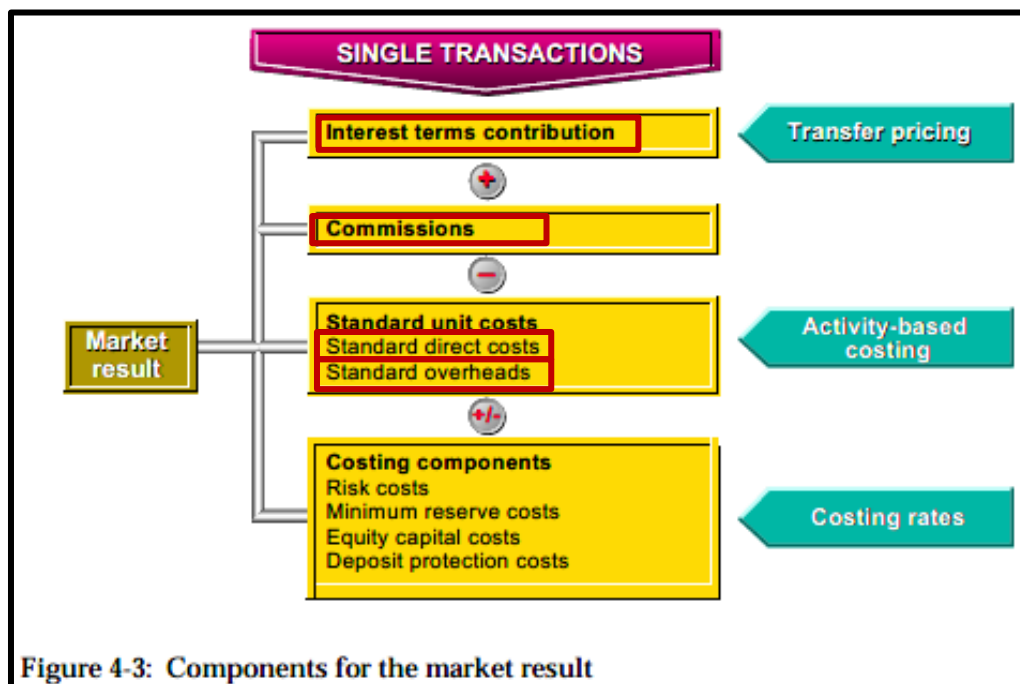 SINGLE TRANSACTIONS
Interest terms contribution
Transfer pricing
+
Commissions
−
Market
result
Standard unit costs
Standard direct costs
Standard overheads
Activity-based
costing
+/-
Costing components
Risk costs
Minimum reserve costs
Equity capital costs
Deposit protection costs
Costing rates
Figure 4-3: Components for the market result